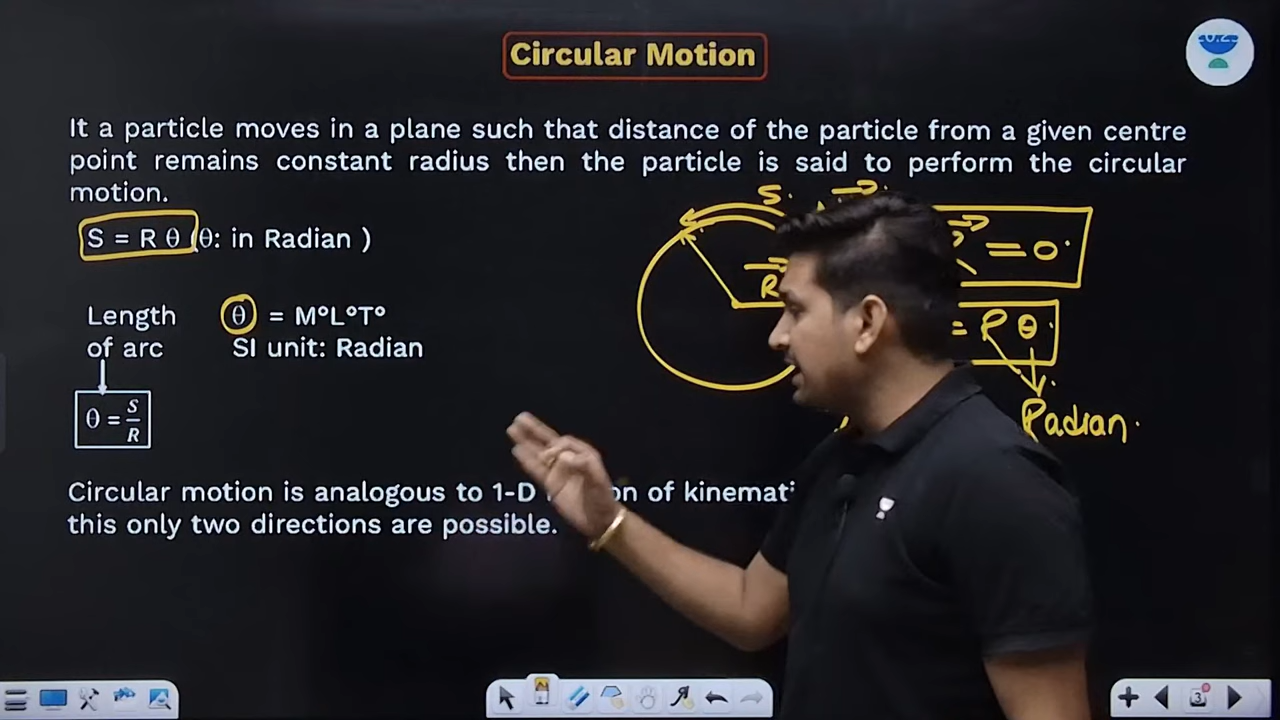 Circular Motion
It a particle moves in a plane such that distance of the particle from a given centre
point remains constant radius then the particle is said to perform the circular
motion.
S = R θ (θ: in Radian )
Length
of arc
θ = M°L°T°
SI unit: Radian
θ = S/R
S.
R
= 0
= R θ
Radian.
Circular motion is analogous to 1-D of
this only two directions are possible.
3